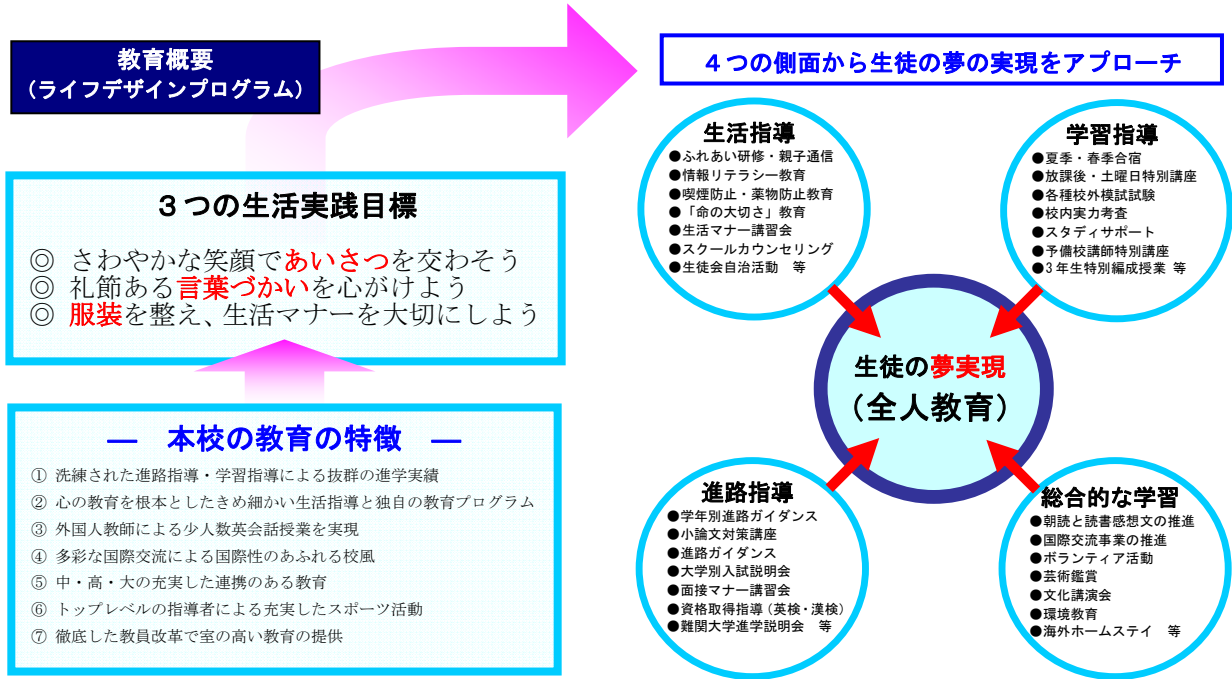 教育概要
（ライフデザインプログラム）
３つの生活実践目標
◎ さわやかな笑顔であいさつを交わそう
◎ 礼節ある言葉づかいを心がけよう
◎ 服装を整え、生活マナーを大切にしよう
― 本校の教育の特徴 ―
① 洗練された進路指導・学習指導による抜群の進学実績
② 心の教育を根本としたきめ細かい生活指導と独自の教育プログラム
③ 外国人教師による少人数英会話授業を実現
④ 多彩な国際交流による国際性のあふれる校風
⑤ 中・高・大の充実した連携のある教育
⑥ トップレベルの指導者による充実したスポーツ活動
⑦ 徹底した教員改革で室の高い教育の提供
４つの側面から生徒の夢の実現をアプローチ
生活指導
●ふれあい研修・親子通信
●情報リテラシー教育
●喫煙防止・薬物防止教育
●「命の大切さ」教育
●生活マナー講習会
●スクールカウンセリング
●生徒会自治活動 等
学習指導
●夏季・春季合宿
●放課後・土曜日特別講座
●各種校外模試試験
●校内実力考査
●スタディサポート
●予備校講師特別講座
●3年生特別編成授業 等
生徒の夢実現
（全人教育）
進路指導
●学年別進路ガイダンス
●小論文対策講座
●進路ガイダンス
●大学別入試説明会
●面接マナー講習会
●資格取得指導（英検・漢検）
●難関大学進学説明会 等
総合的な学習
●朝読と読書感想文の推進
●国際交流事業の推進
●ボランティア活動
●芸術鑑賞
●文化講演会
●環境教育
●海外ホームステイ 等